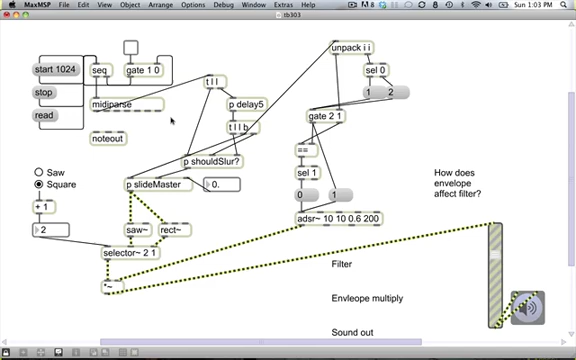 MaxMSP File Edit View Object Arrange Options Debug Extras Window Help
8
Sun 1:03 PM
tb303
start 1024
seq
gate 1 0
stop
read
midiparse
noteout
t l l
p delay5
t l l b
p shouldSlur?
unpack i i
sel 0
1
2
gate 2 1
==
sel 1
0
1
adsr~ 10 10 0.6 200
Saw
Square
+ 1
2
p slideMaster
0.
saw~
rect~
selector~ 2 1
*~
How does
envelope
affect filter?
Filter
Envleope multiply
Sound out